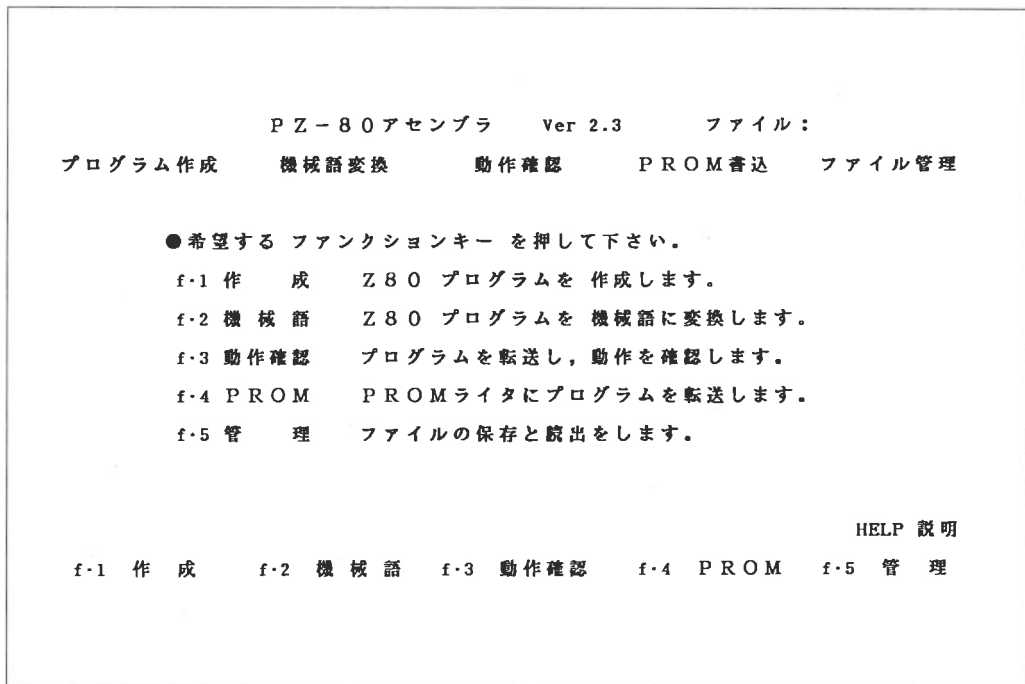 PZ-80アセンブラ Ver 2.3 ファイル:
プログラム作成 機械語変換 動作確認 PROM書込 ファイル管理
●希望する ファンクションキー を押して下さい。
f・1 作 成 Z80 プログラムを 作成します。
f・2 機 械 語 Z80 プログラムを 機械語に変換します。
f・3 動作確認 プログラムを転送し,動作を確認します。
f・4 PROM PROMライタにプログラムを転送します。
f・5 管 理 ファイルの保存と読出をします。
HELP 説明
f・1 作 成 f・2 機 械 語 f・3 動作確認 f・4 PROM f・5 管 理